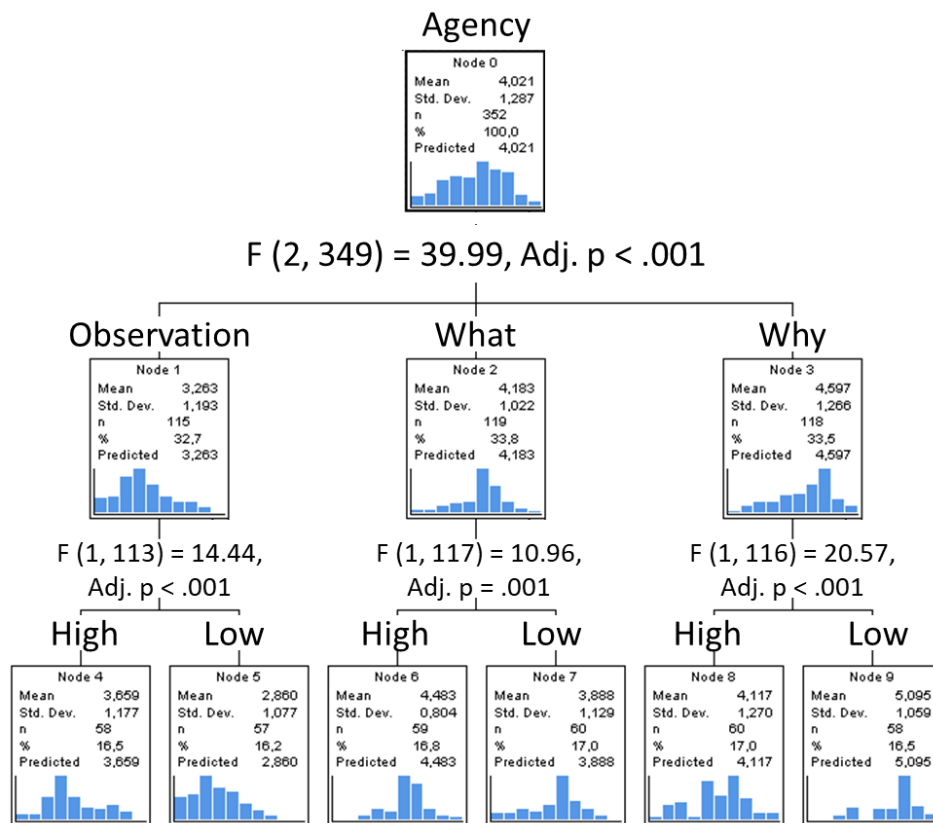 Agency
Node 0
Mean 4,021
Std. Dev. 1,287
n 352
% 100,0
Predicted 4,021
F (2, 349) = 39.99, Adj. p < .001
Observation
Node 1
Mean 3,263
Std. Dev. 1,193
n 115
% 32,7
Predicted 3,263
What
Node 2
Mean 4,183
Std. Dev. 1,022
n 119
% 33,8
Predicted 4,183
Why
Node 3
Mean 4,597
Std. Dev. 1,266
n 118
% 33,5
Predicted 4,597
F (1, 113) = 14.44,
Adj. p < .001
F (1, 117) = 10.96,
Adj. p = .001
F (1, 116) = 20.57,
Adj. p < .001
High
Node 4
Mean 3,659
Std. Dev. 1,177
n 58
% 16,5
Predicted 3,659
Low
Node 5
Mean 2,860
Std. Dev. 1,077
n 57
% 16,2
Predicted 2,860
High
Node 6
Mean 4,483
Std. Dev. 0,804
n 59
% 16,8
Predicted 4,483
Low
Node 7
Mean 3,888
Std. Dev. 1,129
n 60
% 17,0
Predicted 3,888
High
Node 8
Mean 4,117
Std. Dev. 1,270
n 60
% 17,0
Predicted 4,117
Low
Node 9
Mean 5,095
Std. Dev. 1,059
n 58
% 16,5
Predicted 5,095